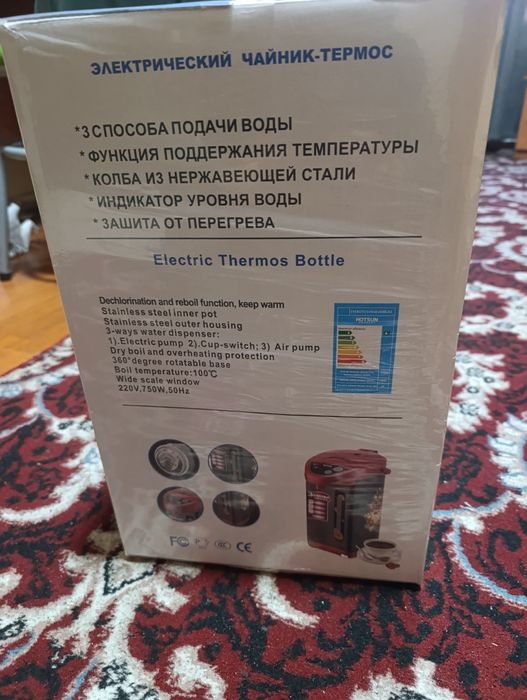 ЭЛЕКТРИЧЕСКИЙ ЧАЙНИК-ТЕРМОС
*3 СПОСОБА ПОДАЧИ ВОДЫ
* ФУНКЦИЯ ПОДДЕРЖАНИЯ ТЕМПЕРАТУРЫ
* КОЛБА ИЗ НЕРЖАВЕЮЩЕЙ СТАЛИ
* ИНДИКАТОР УРОВНЯ ВОДЫ
* ЗАШИТА ОТ ПЕРЕГРЕВА
Electric Thermos Bottle
Dechlorination and reboil function, keep warm
Stainless steel inner pot
Stainless steel outer housing
3-ways water dispenser:
1).Electric pump 2).Cup-switch; 3) Air pump
Dry boil and overheating protection
360°degree rotatable base
Boil temperature:100℃
Wide scale window
220V,750W,50Hz
HOTSUN
FC CE